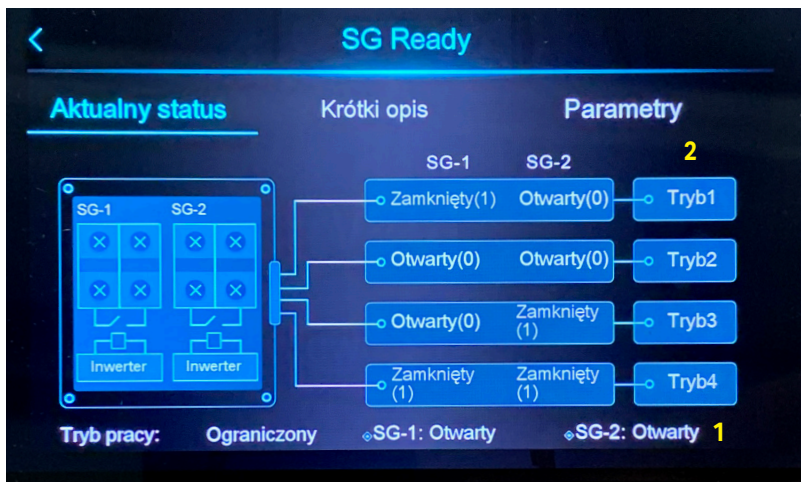 SG Ready
Aktualny status Krótki opis Parametry
SG-1 SG-2 2
SG-1 SG-2
Zamknięty(1) Otwarty(0) Tryb1
Otwarty(0) Otwarty(0) Tryb2
Otwarty(0) Zamknięty
(1) Tryb3
Zamknięty
(1) Zamknięty
(1) Tryb4
Inwerter Inwerter
Tryb pracy: Ograniczony SG-1: Otwarty SG-2: Otwarty 1